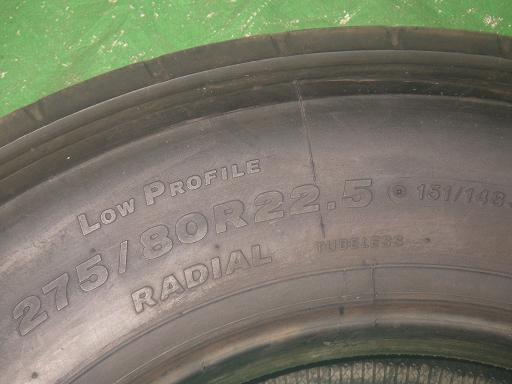 LOW PROFILE
275/80R22.5 151/148
RADIAL TUBELESS